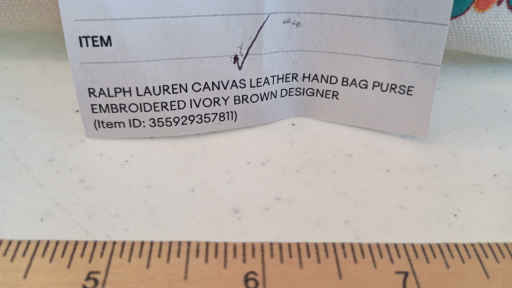 ITEM
RALPH LAUREN CANVAS LEATHER HAND BAG PURSE
EMBROIDERED IVORY BROWN DESIGNER
(Item ID: 355929357811)
5 6 7